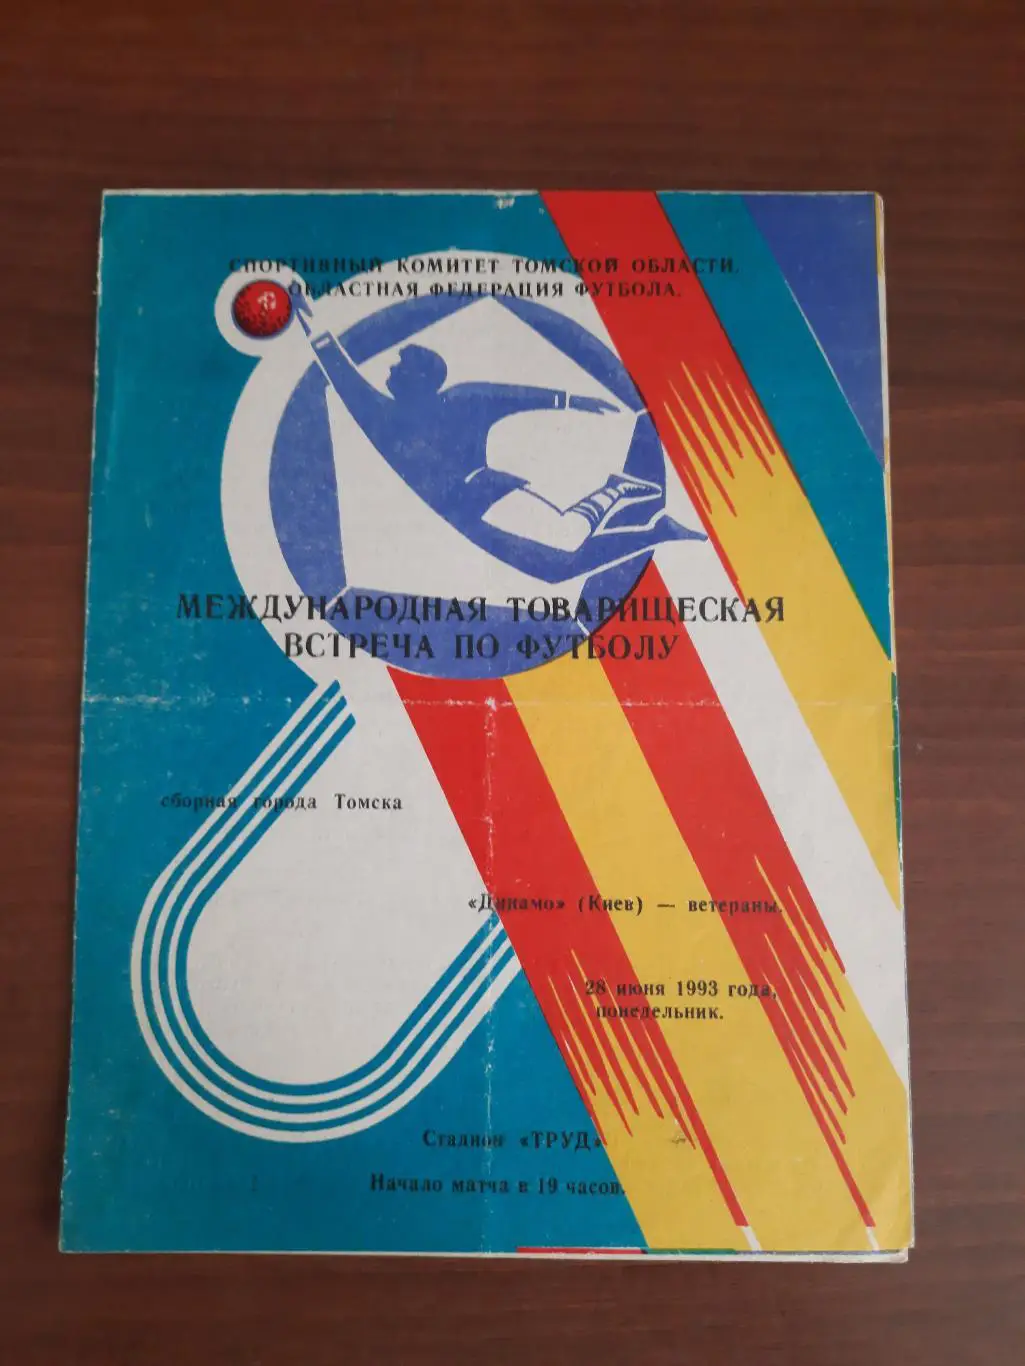 СПОРТИВНЫЙ КОМИТЕТ ТОМСКОЙ ОБЛАСТИ.
ОБЛАСТНАЯ ФЕДЕРАЦИЯ ФУТБОЛА.
МЕЖДУНАРОДНАЯ ТОВАРИЩЕСКАЯ
ВСТРЕЧА ПО ФУТБОЛУ
сборная города Томска
«Динамо» (Киев) — ветераны.
28 июня 1993 года,
понедельник.
Стадион «ТРУД»
Начало матча в 19 часов.